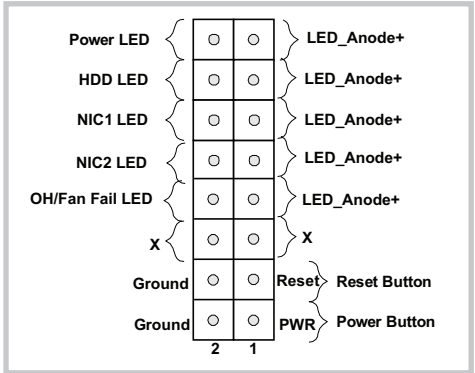 Power LED LED_Anode+
HDD LED LED_Anode+
NIC1 LED LED_Anode+
NIC2 LED LED_Anode+
OH/Fan Fail LED LED_Anode+
X X
Ground Reset Reset Button
Ground PWR Power Button
2 1